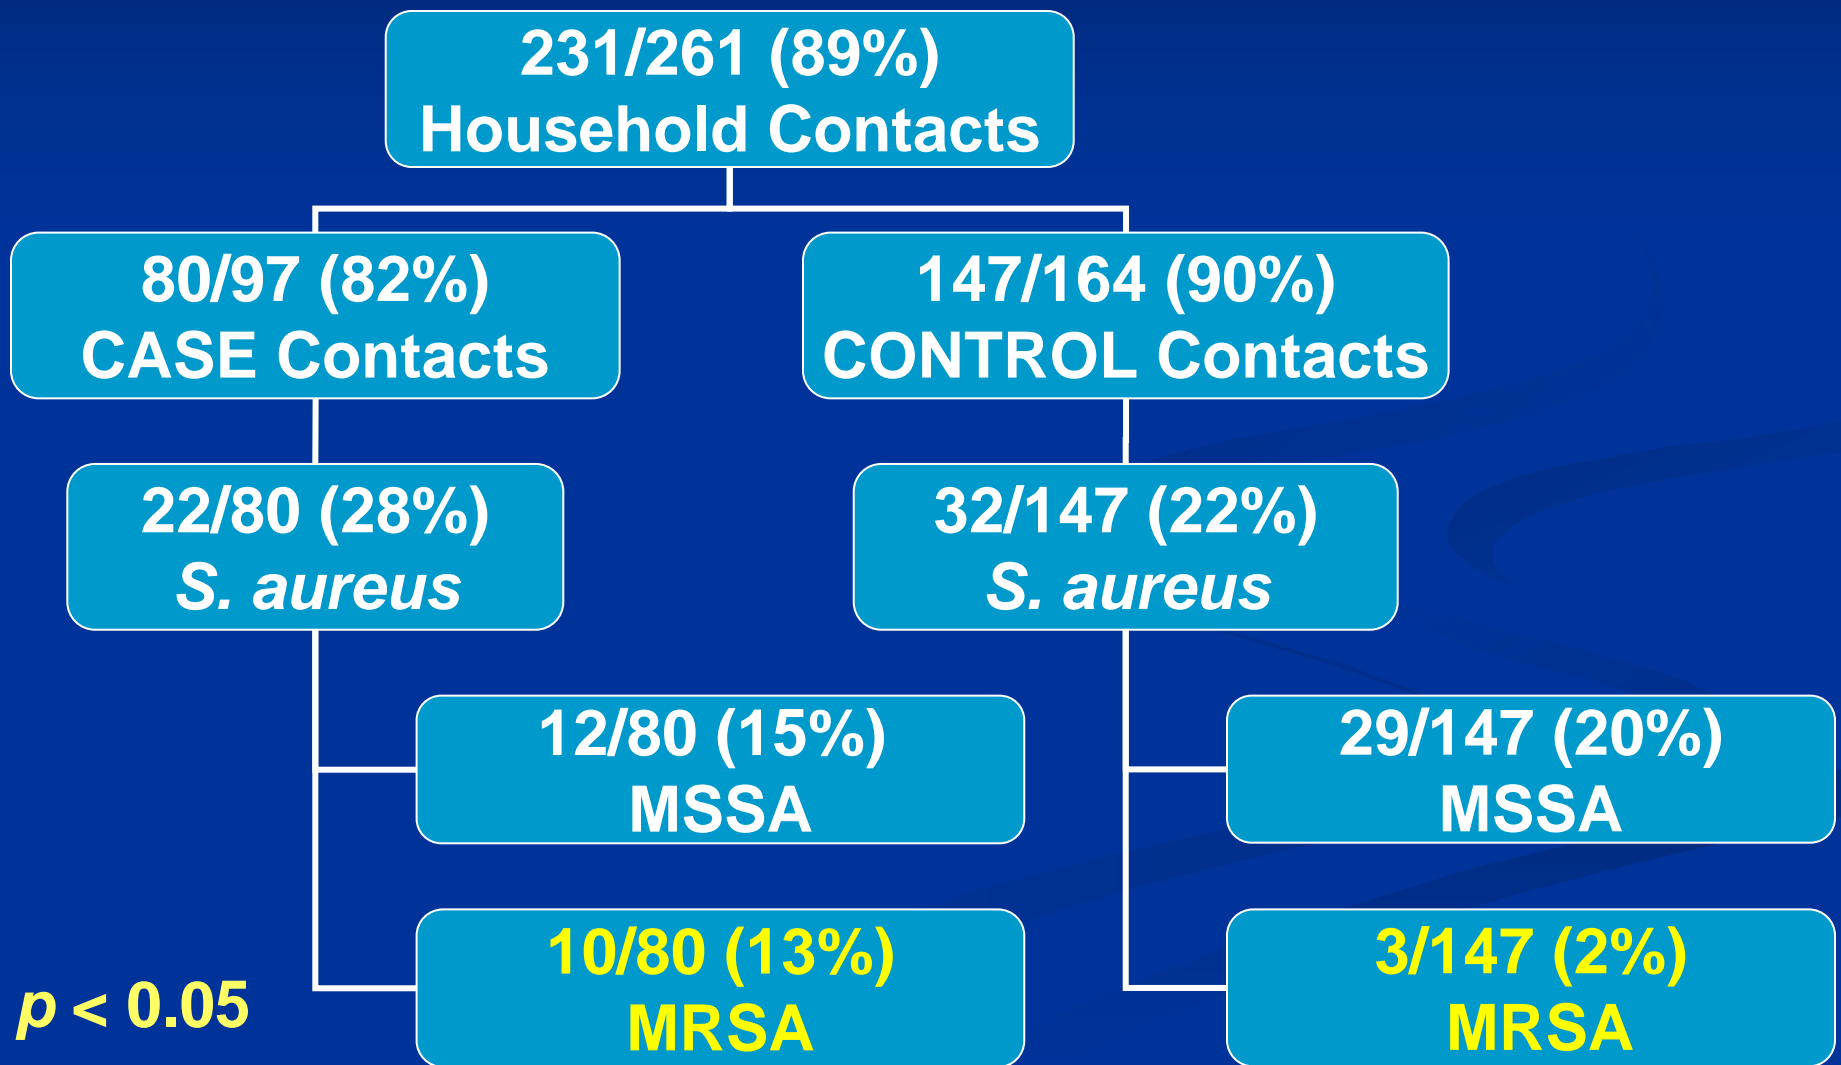 231/261 (89%)
Household Contacts
80/97 (82%)
CASE Contacts
147/164 (90%)
CONTROL Contacts
22/80 (28%)
S. aureus
32/147 (22%)
S. aureus
12/80 (15%)
MSSA
29/147 (20%)
MSSA
10/80 (13%)
MRSA
3/147 (2%)
MRSA
p < 0.05